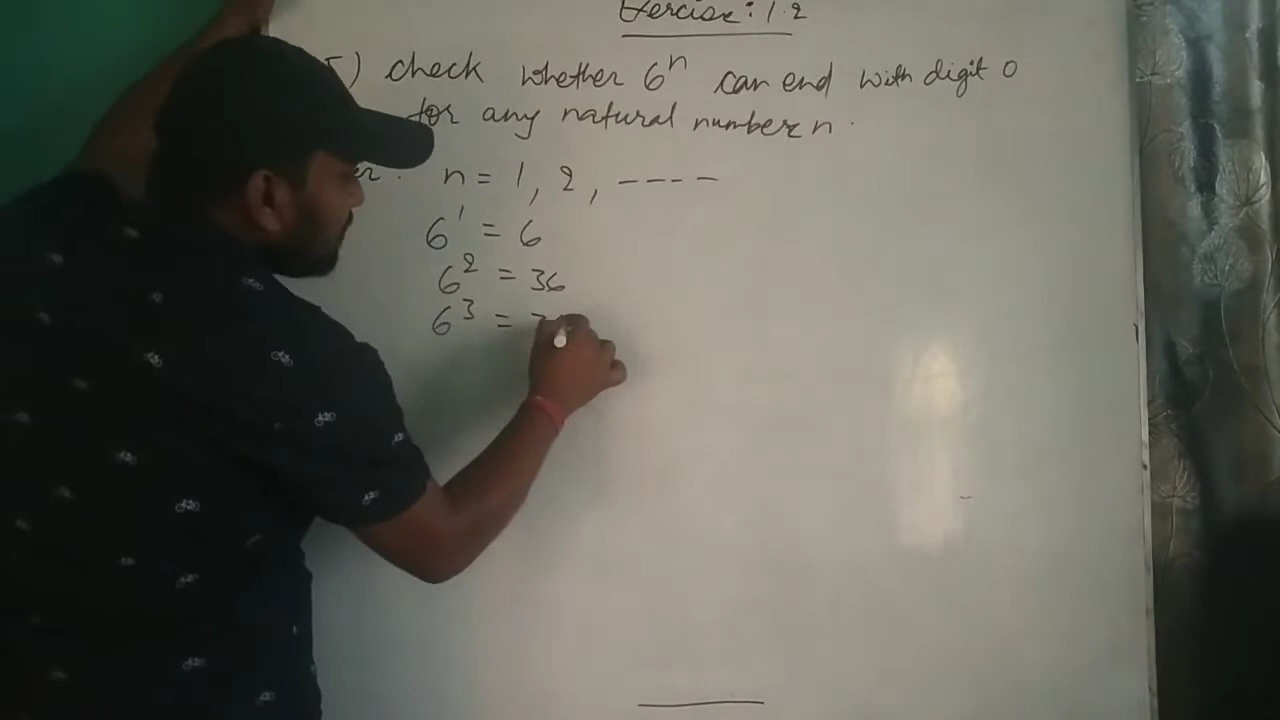 Exercise: 1.2
5) check whether 6ⁿ can end with digit 0
for any natural number n.
n = 1, 2, ----
6¹ = 6
6² = 36
6³ =